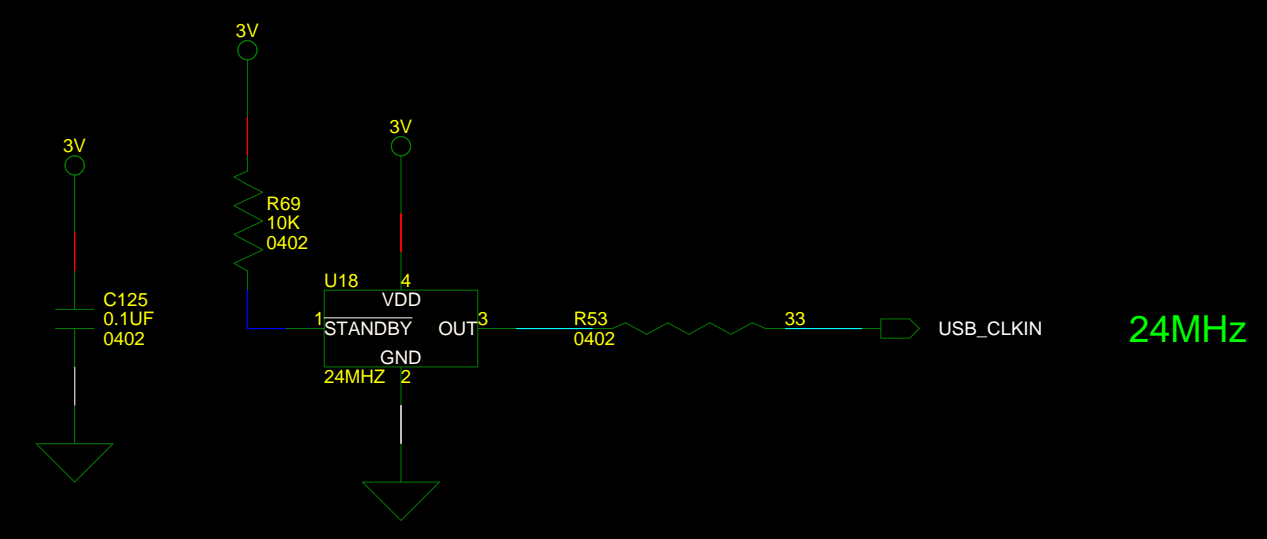 3V
3V
3V
R69
10K
0402
C125
0.1UF
0402
U18
4
VDD
1
STANDBY
OUT
3
GND
24MHZ
2
R53
0402
33
USB_CLKIN
24MHz